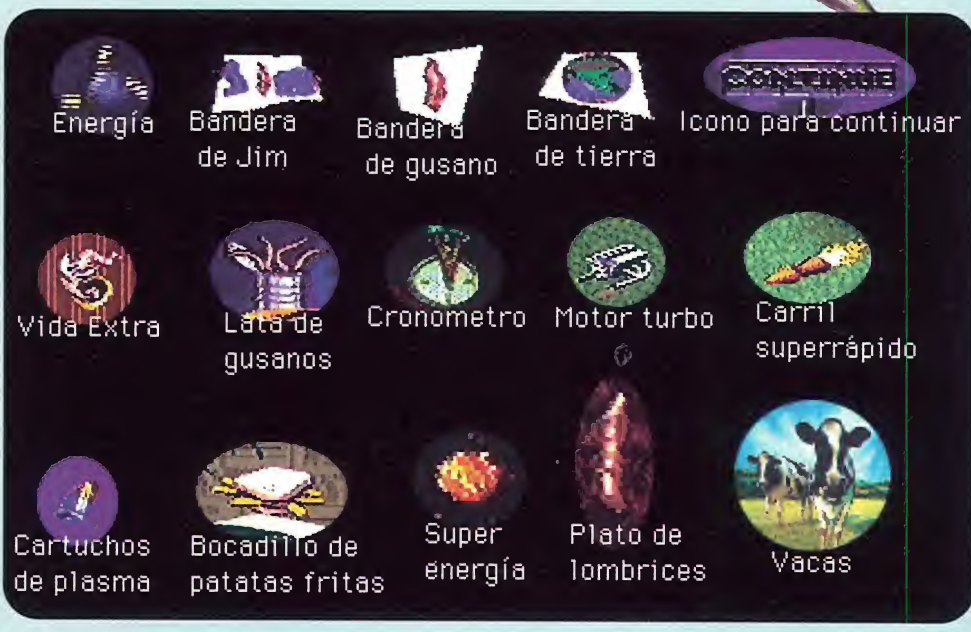 CONTINUE
Energía
Bandera
de Jim
Bandera
de gusano
Bandera
de tierra
Icono para continuar
Vida Extra
Lata de
gusanos
Cronometro
Motor turbo
Carril
superrápido
Cartuchos
de plasma
Bocadillo de
patatas fritas
Super
energía
Plato de
lombrices
Vacas